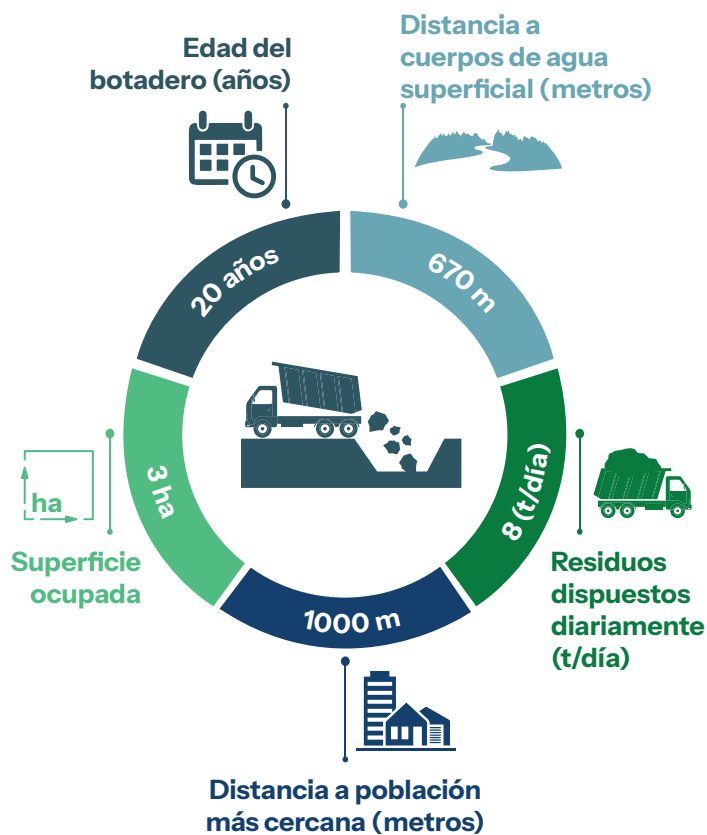 Edad del
botadero (años)
Distancia a
cuerpos de agua
superficial (metros)
20 años
670 m
3 ha
8 (t/día)
1000 m
ha
Superficie
ocupada
Residuos
dispuestos
diariamente
(t/día)
Distancia a población
más cercana (metros)